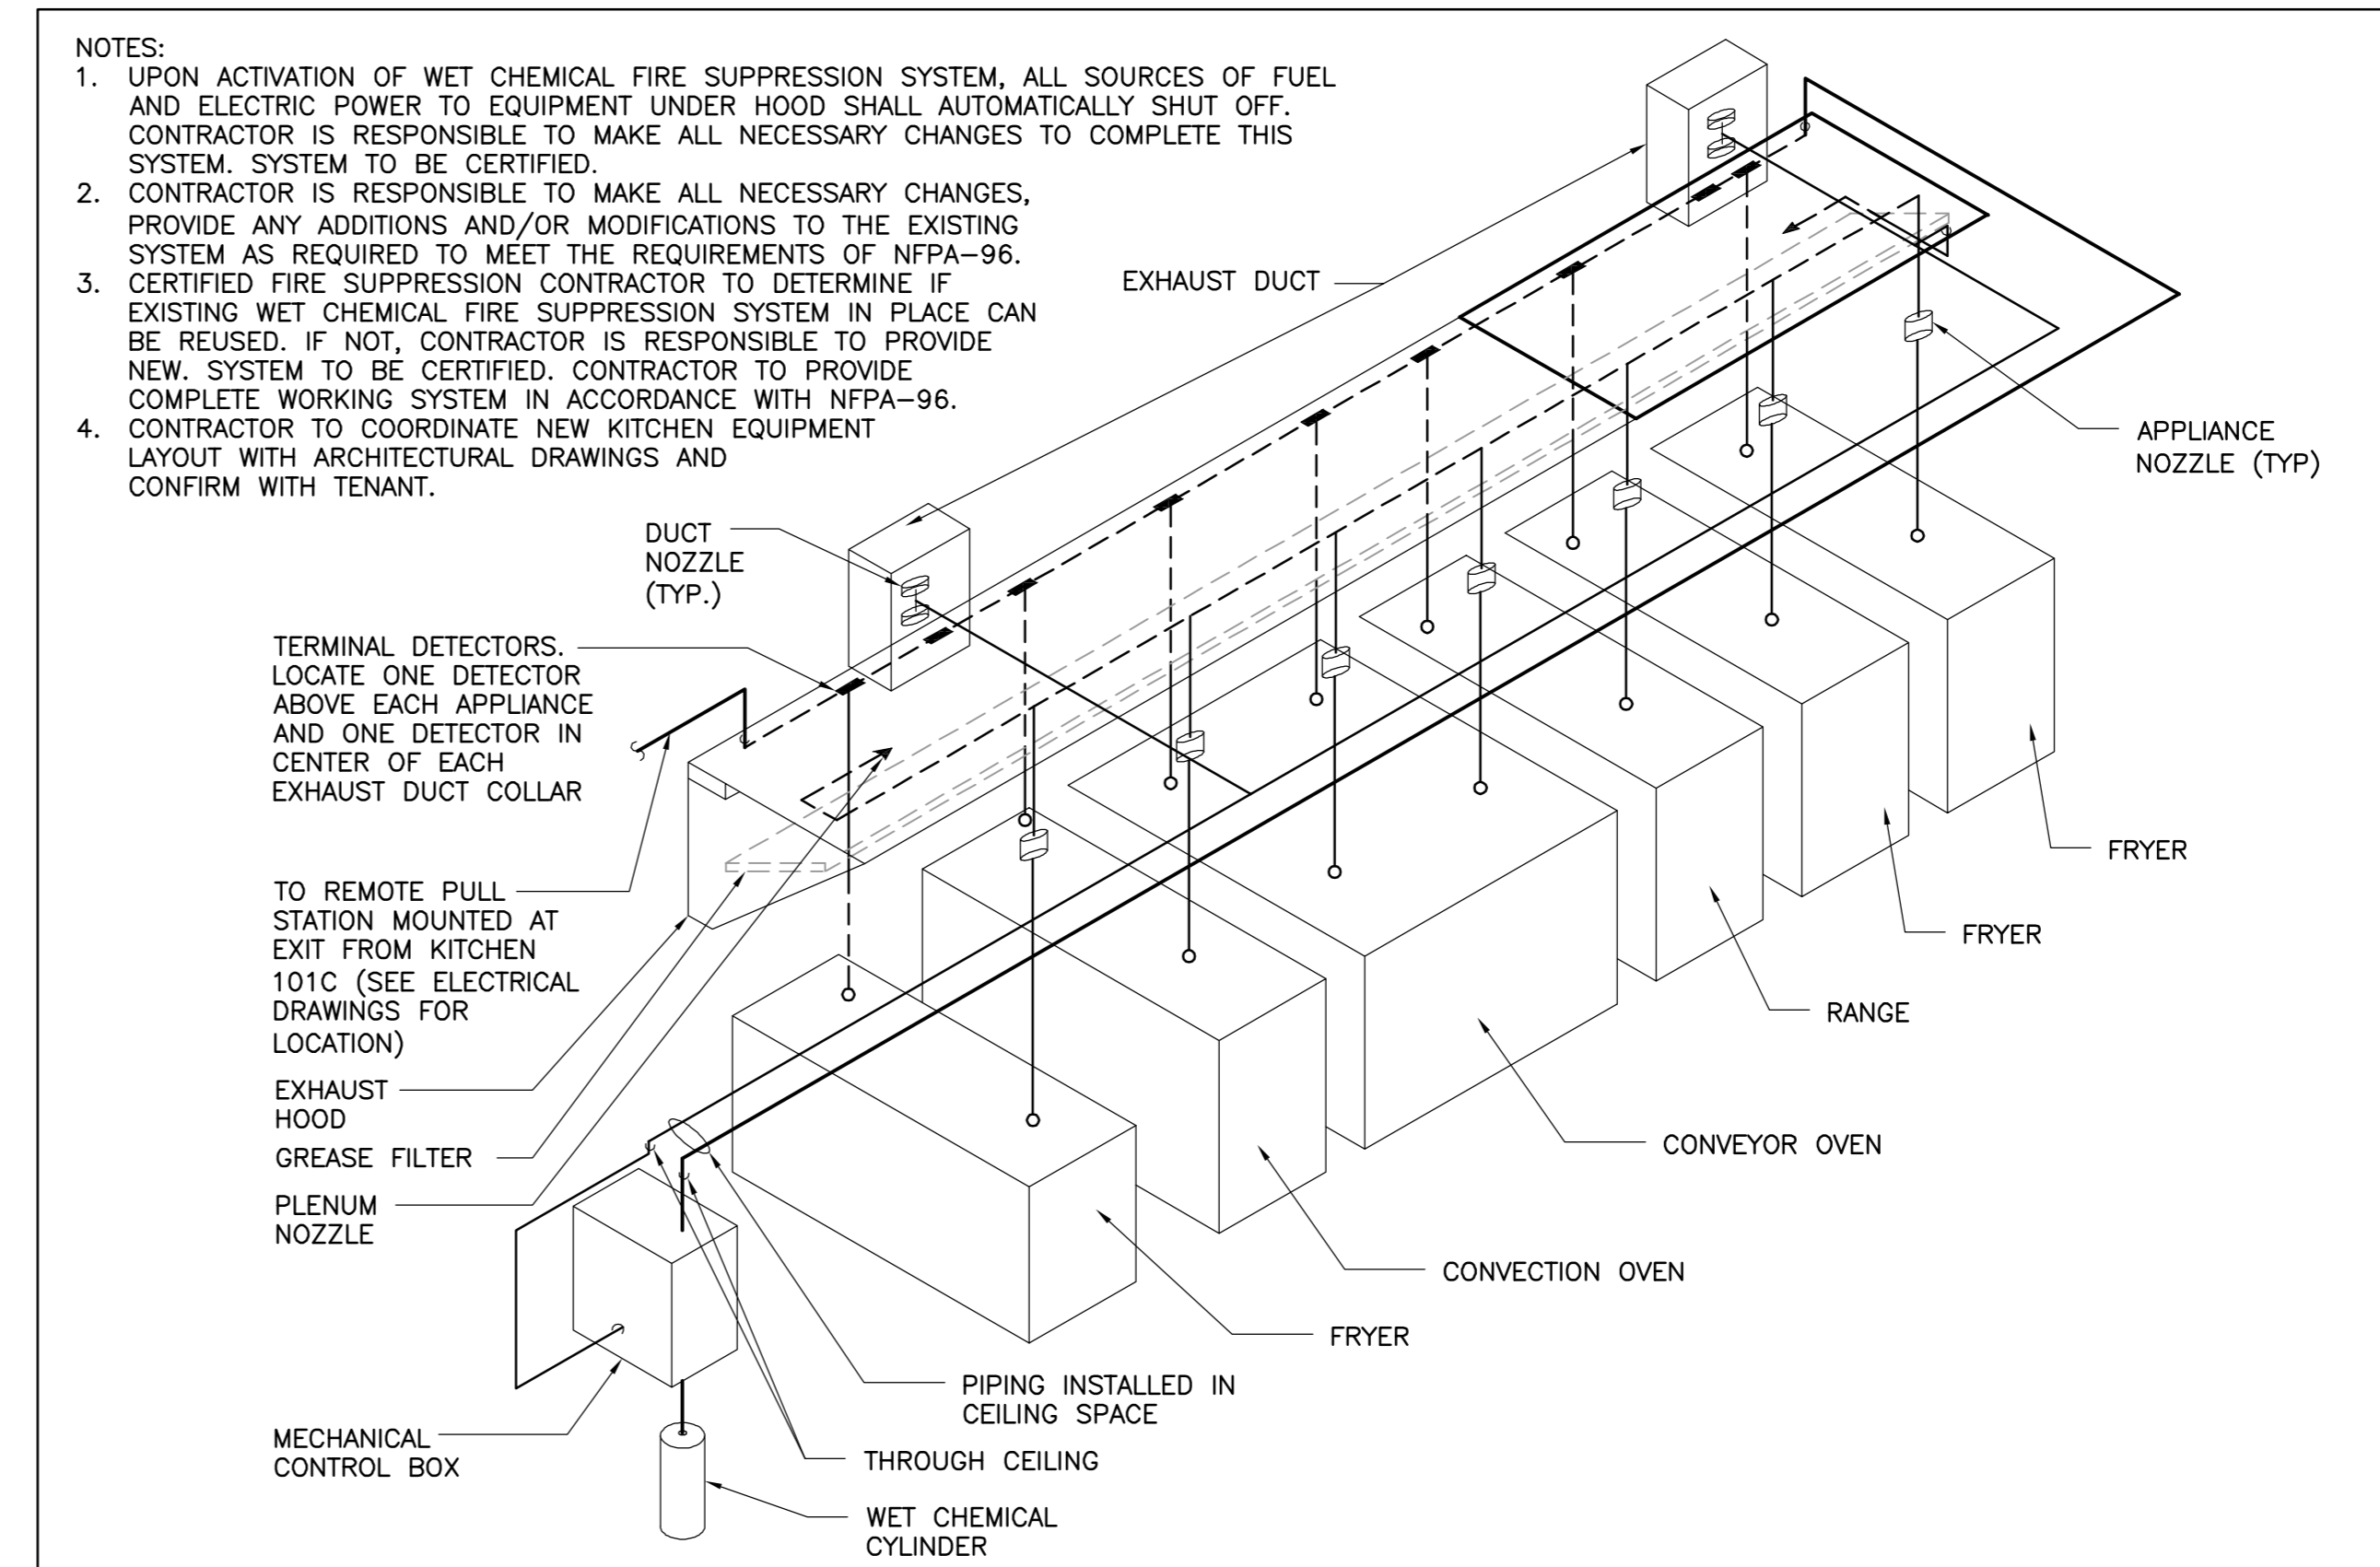 NOTES:
1. UPON ACTIVATION OF WET CHEMICAL FIRE SUPPRESSION SYSTEM, ALL SOURCES OF FUEL
AND ELECTRIC POWER TO EQUIPMENT UNDER HOOD SHALL AUTOMATICALLY SHUT OFF.
CONTRACTOR IS RESPONSIBLE TO MAKE ALL NECESSARY CHANGES TO COMPLETE THIS
SYSTEM. SYSTEM TO BE CERTIFIED.
2. CONTRACTOR IS RESPONSIBLE TO MAKE ALL NECESSARY CHANGES,
PROVIDE ANY ADDITIONS AND/OR MODIFICATIONS TO THE EXISTING
SYSTEM AS REQUIRED TO MEET THE REQUIREMENTS OF NFPA-96.
3. CERTIFIED FIRE SUPPRESSION CONTRACTOR TO DETERMINE IF
EXISTING WET CHEMICAL FIRE SUPPRESSION SYSTEM IN PLACE CAN
BE REUSED. IF NOT, CONTRACTOR IS RESPONSIBLE TO PROVIDE
NEW. SYSTEM TO BE CERTIFIED. CONTRACTOR TO PROVIDE
COMPLETE WORKING SYSTEM IN ACCORDANCE WITH NFPA-96.
4. CONTRACTOR TO COORDINATE NEW KITCHEN EQUIPMENT
LAYOUT WITH ARCHITECTURAL DRAWINGS AND
CONFIRM WITH TENANT.
EXHAUST DUCT
APPLIANCE
NOZZLE (TYP)
DUCT
NOZZLE
(TYP.)
TERMINAL DETECTORS.
LOCATE ONE DETECTOR
ABOVE EACH APPLIANCE
AND ONE DETECTOR IN
CENTER OF EACH
EXHAUST DUCT COLLAR
TO REMOTE PULL
STATION MOUNTED AT
EXIT FROM KITCHEN
101C (SEE ELECTRICAL
DRAWINGS FOR
LOCATION)
EXHAUST
HOOD
GREASE FILTER
PLENUM
NOZZLE
FRYER
FRYER
RANGE
CONVEYOR OVEN
CONVECTION OVEN
FRYER
PIPING INSTALLED IN
CEILING SPACE
MECHANICAL
CONTROL BOX
THROUGH CEILING
WET CHEMICAL
CYLINDER